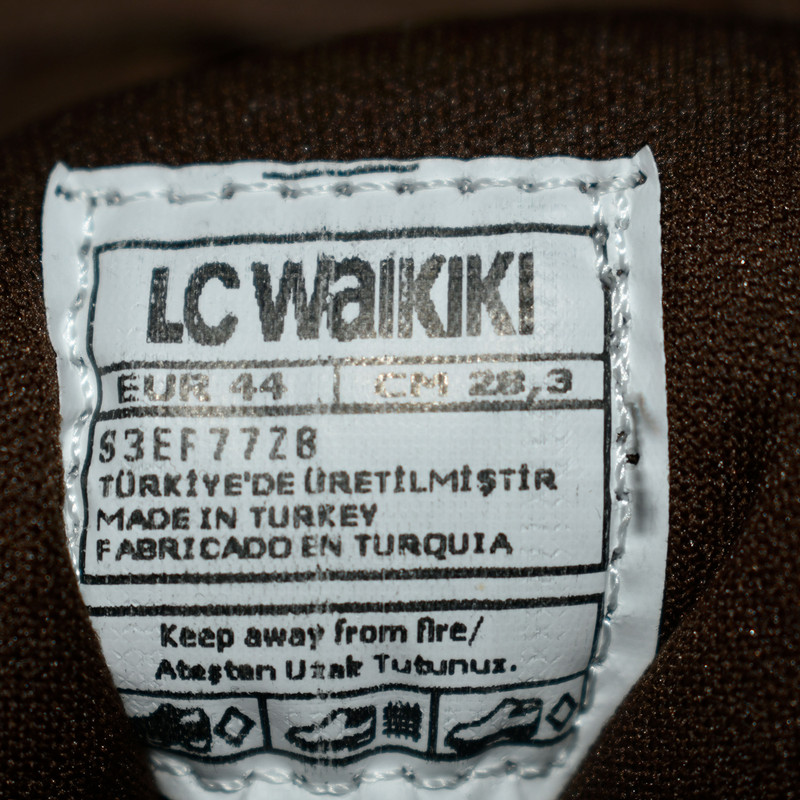 LC Waikiki
EUR 44 CM 28,3
S3EF77Z8
TÜRKİYE'DE ÜRETİLMİŞTİR
MADE IN TURKEY
FABRICADO EN TURQUIA
Keep away from fire/
Ateştan Uzak Tutunuz.